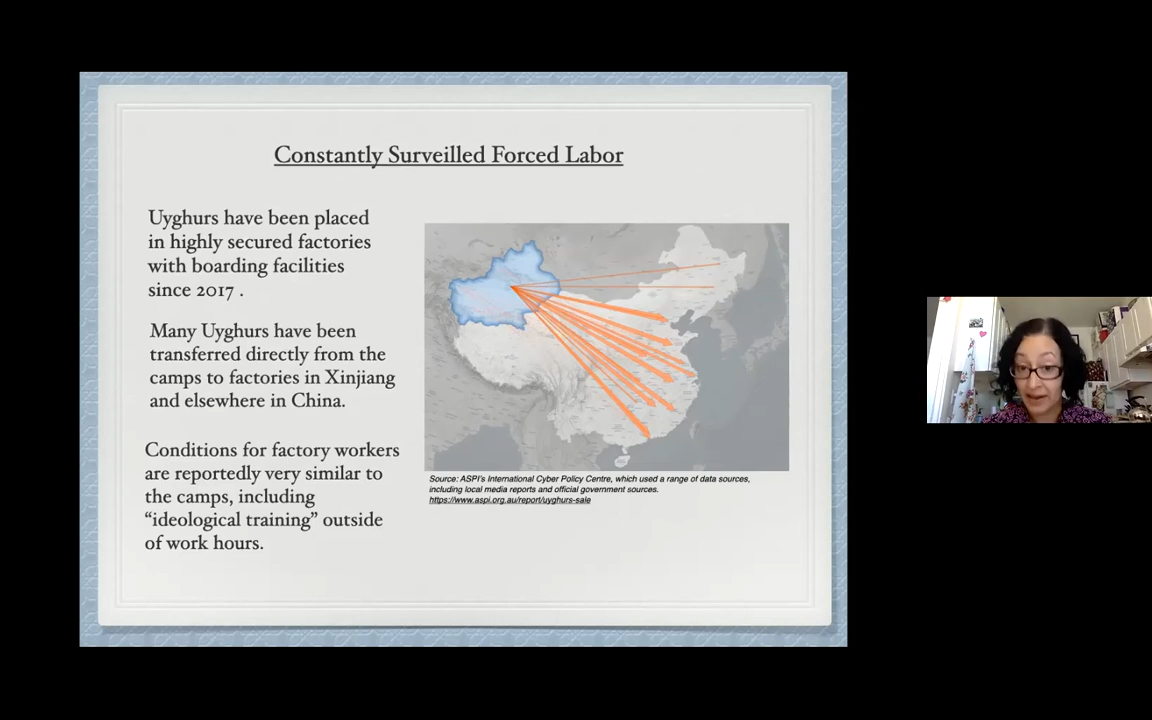 Constantly Surveilled Forced Labor
Uyghurs have been placed
in highly secured factories
with boarding facilities
since 2017 .
Many Uyghurs have been
transferred directly from the
camps to factories in Xinjiang
and elsewhere in China.
Conditions for factory workers
are reportedly very similar to
the camps, including
“ideological training” outside
of work hours.
Source: ASPI's International Cyber Policy Centre, which used a range of data sources,
including local media reports and official government sources.
https://www.aspi.org.au/report/uyghurs-sale